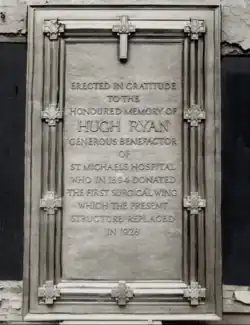 ERECTED IN GRATITUDE
TO THE
HONOURED MEMORY OF
HUGH RYAN
GENEROUS BENEFACTOR
OF
ST MICHAELS HOSPITAL
WHO IN 1894 DONATED
THE FIRST SURGICAL WING
WHICH THE PRESENT
STRUCTURE REPLACED
IN 1926